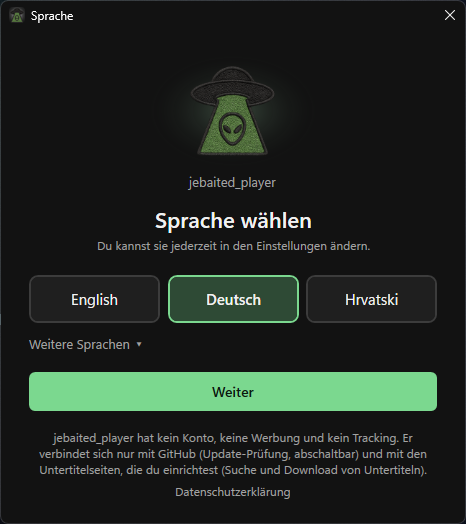 Sprache
jebaited_player
Sprache wählen
Du kannst sie jederzeit in den Einstellungen ändern.
English
Deutsch
Hrvatski
Weitere Sprachen
Weiter
jebaited_player hat kein Konto, keine Werbung und kein Tracking. Er
verbindet sich nur mit GitHub (Update-Prüfung, abschaltbar) und mit den
Untertitelseiten, die du einrichtest (Suche und Download von Untertiteln).
Datenschutzerklärung